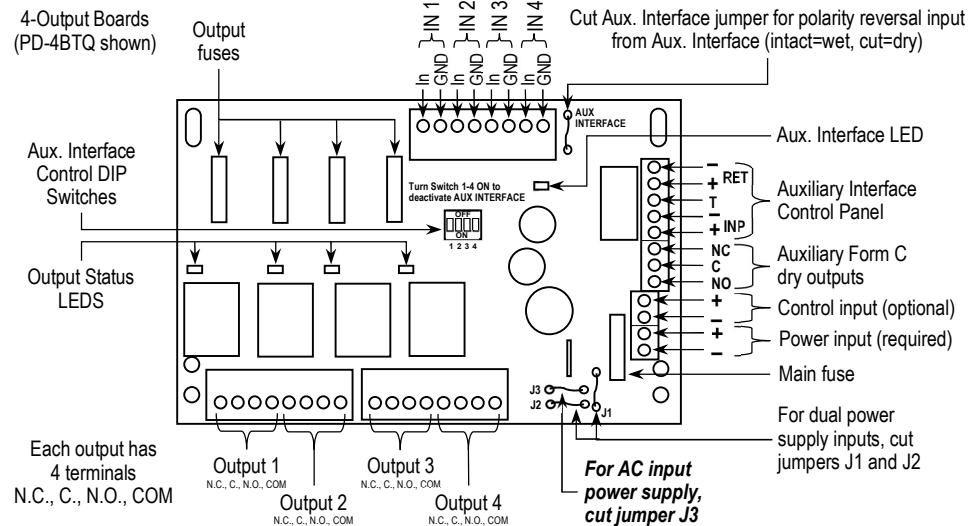 4-Output Boards
(PD-4BTQ shown)
Output
fuses
IN 1
IN 2
IN 3
IN 4
In
GND
In
GND
In
GND
In
GND
Cut Aux. Interface jumper for polarity reversal input
from Aux. Interface (intact=wet, cut=dry)
AUX
INTERFACE
Aux. Interface LED
Aux. Interface
Control DIP
Switches
Turn Switch 1-4 ON to
deactivate AUX INTERFACE
OFF
ON
1 2 3 4
– RET
+
T
– INP
+
Auxiliary Interface
Control Panel
NC
C
NO
Auxiliary Form C
dry outputs
Output Status
LEDS
+
–
Control input (optional)
+
–
Power input (required)
Main fuse
J3
J2
J1
For dual power
supply inputs, cut
jumpers J1 and J2
Each output has
4 terminals
N.C., C., N.O., COM
Output 1
N.C., C., N.O., COM
Output 2
N.C., C., N.O., COM
Output 3
N.C., C., N.O., COM
Output 4
N.C., C., N.O., COM
For AC input
power supply,
cut jumper J3